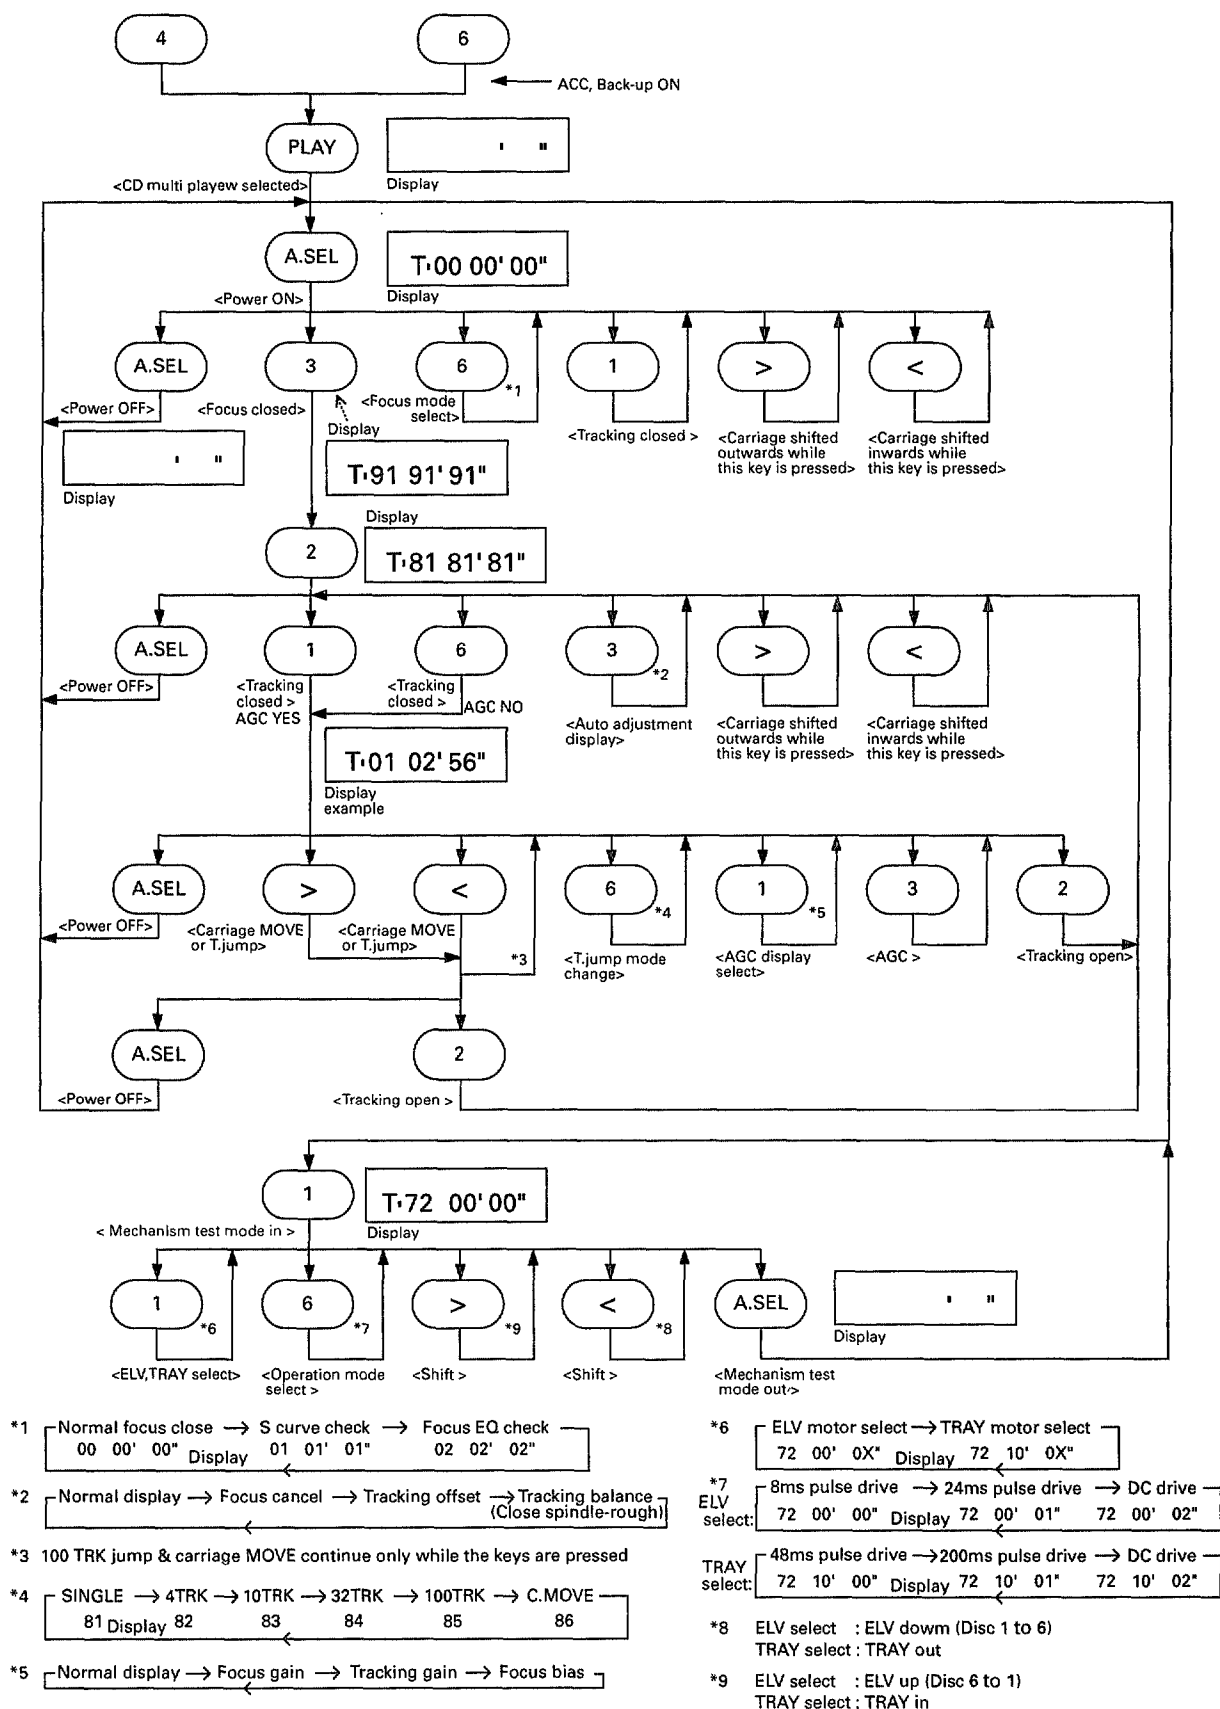 4
6
ACC, Back-up ON
PLAY
' "
<CD multi playew selected>
Display
A.SEL
T:00 00' 00"
<Power ON>
Display
A.SEL
3
6
*1
1
>
<
<Power OFF>
<Focus closed>
<Focus mode
select>
<Tracking closed >
<Carriage shifted
outwards while
this key is pressed>
<Carriage shifted
inwards while
this key is pressed>
Display
' "
Display
T:91 91' 91"
Display
2
T:81 81' 81"
A.SEL
1
6
3
*2
>
<
<Power OFF>
<Tracking
closed >
AGC YES
<Tracking
closed >
AGC NO
<Auto adjustment
display>
<Carriage shifted
outwards while
this key is pressed>
<Carriage shifted
inwards while
this key is pressed>
T:01 02' 56"
Display
example
A.SEL
>
<
6
*4
1
*5
3
2
<Power OFF>
<Carriage MOVE
or T.jump>
<Carriage MOVE
or T.jump>
*3
<T.jump mode
change>
<AGC display
select>
<AGC >
<Tracking open>
A.SEL
2
<Power OFF>
<Tracking open >
1
T:72 00' 00"
< Mechanism test mode in >
Display
1
*6
6
*7
>
*9
<
*8
A.SEL
' "
Display
<ELV,TRAY select>
<Operation mode
select >
<Shift >
<Shift >
<Mechanism test
mode out>
*1 Normal focus close → S curve check → Focus EQ check
00 00' 00" Display 01 01' 01" 02 02' 02"
*2 Normal display → Focus cancel → Tracking offset → Tracking balance
(Close spindle-rough)
*3 100 TRK jump & carriage MOVE continue only while the keys are pressed
*4 SINGLE → 4TRK → 10TRK → 32TRK → 100TRK → C.MOVE
81 Display 82 83 84 85 86
*5 Normal display → Focus gain → Tracking gain → Focus bias
*6 ELV motor select → TRAY motor select
72 00' 0X" Display 72 10' 0X"
*7 ELV select: 8ms pulse drive → 24ms pulse drive → DC drive
72 00' 00" Display 72 00' 01" 72 00' 02"
TRAY select: 48ms pulse drive → 200ms pulse drive → DC drive
72 10' 00" Display 72 10' 01" 72 10' 02"
*8 ELV select : ELV dowm (Disc 1 to 6)
TRAY select : TRAY out
*9 ELV select : ELV up (Disc 6 to 1)
TRAY select : TRAY in